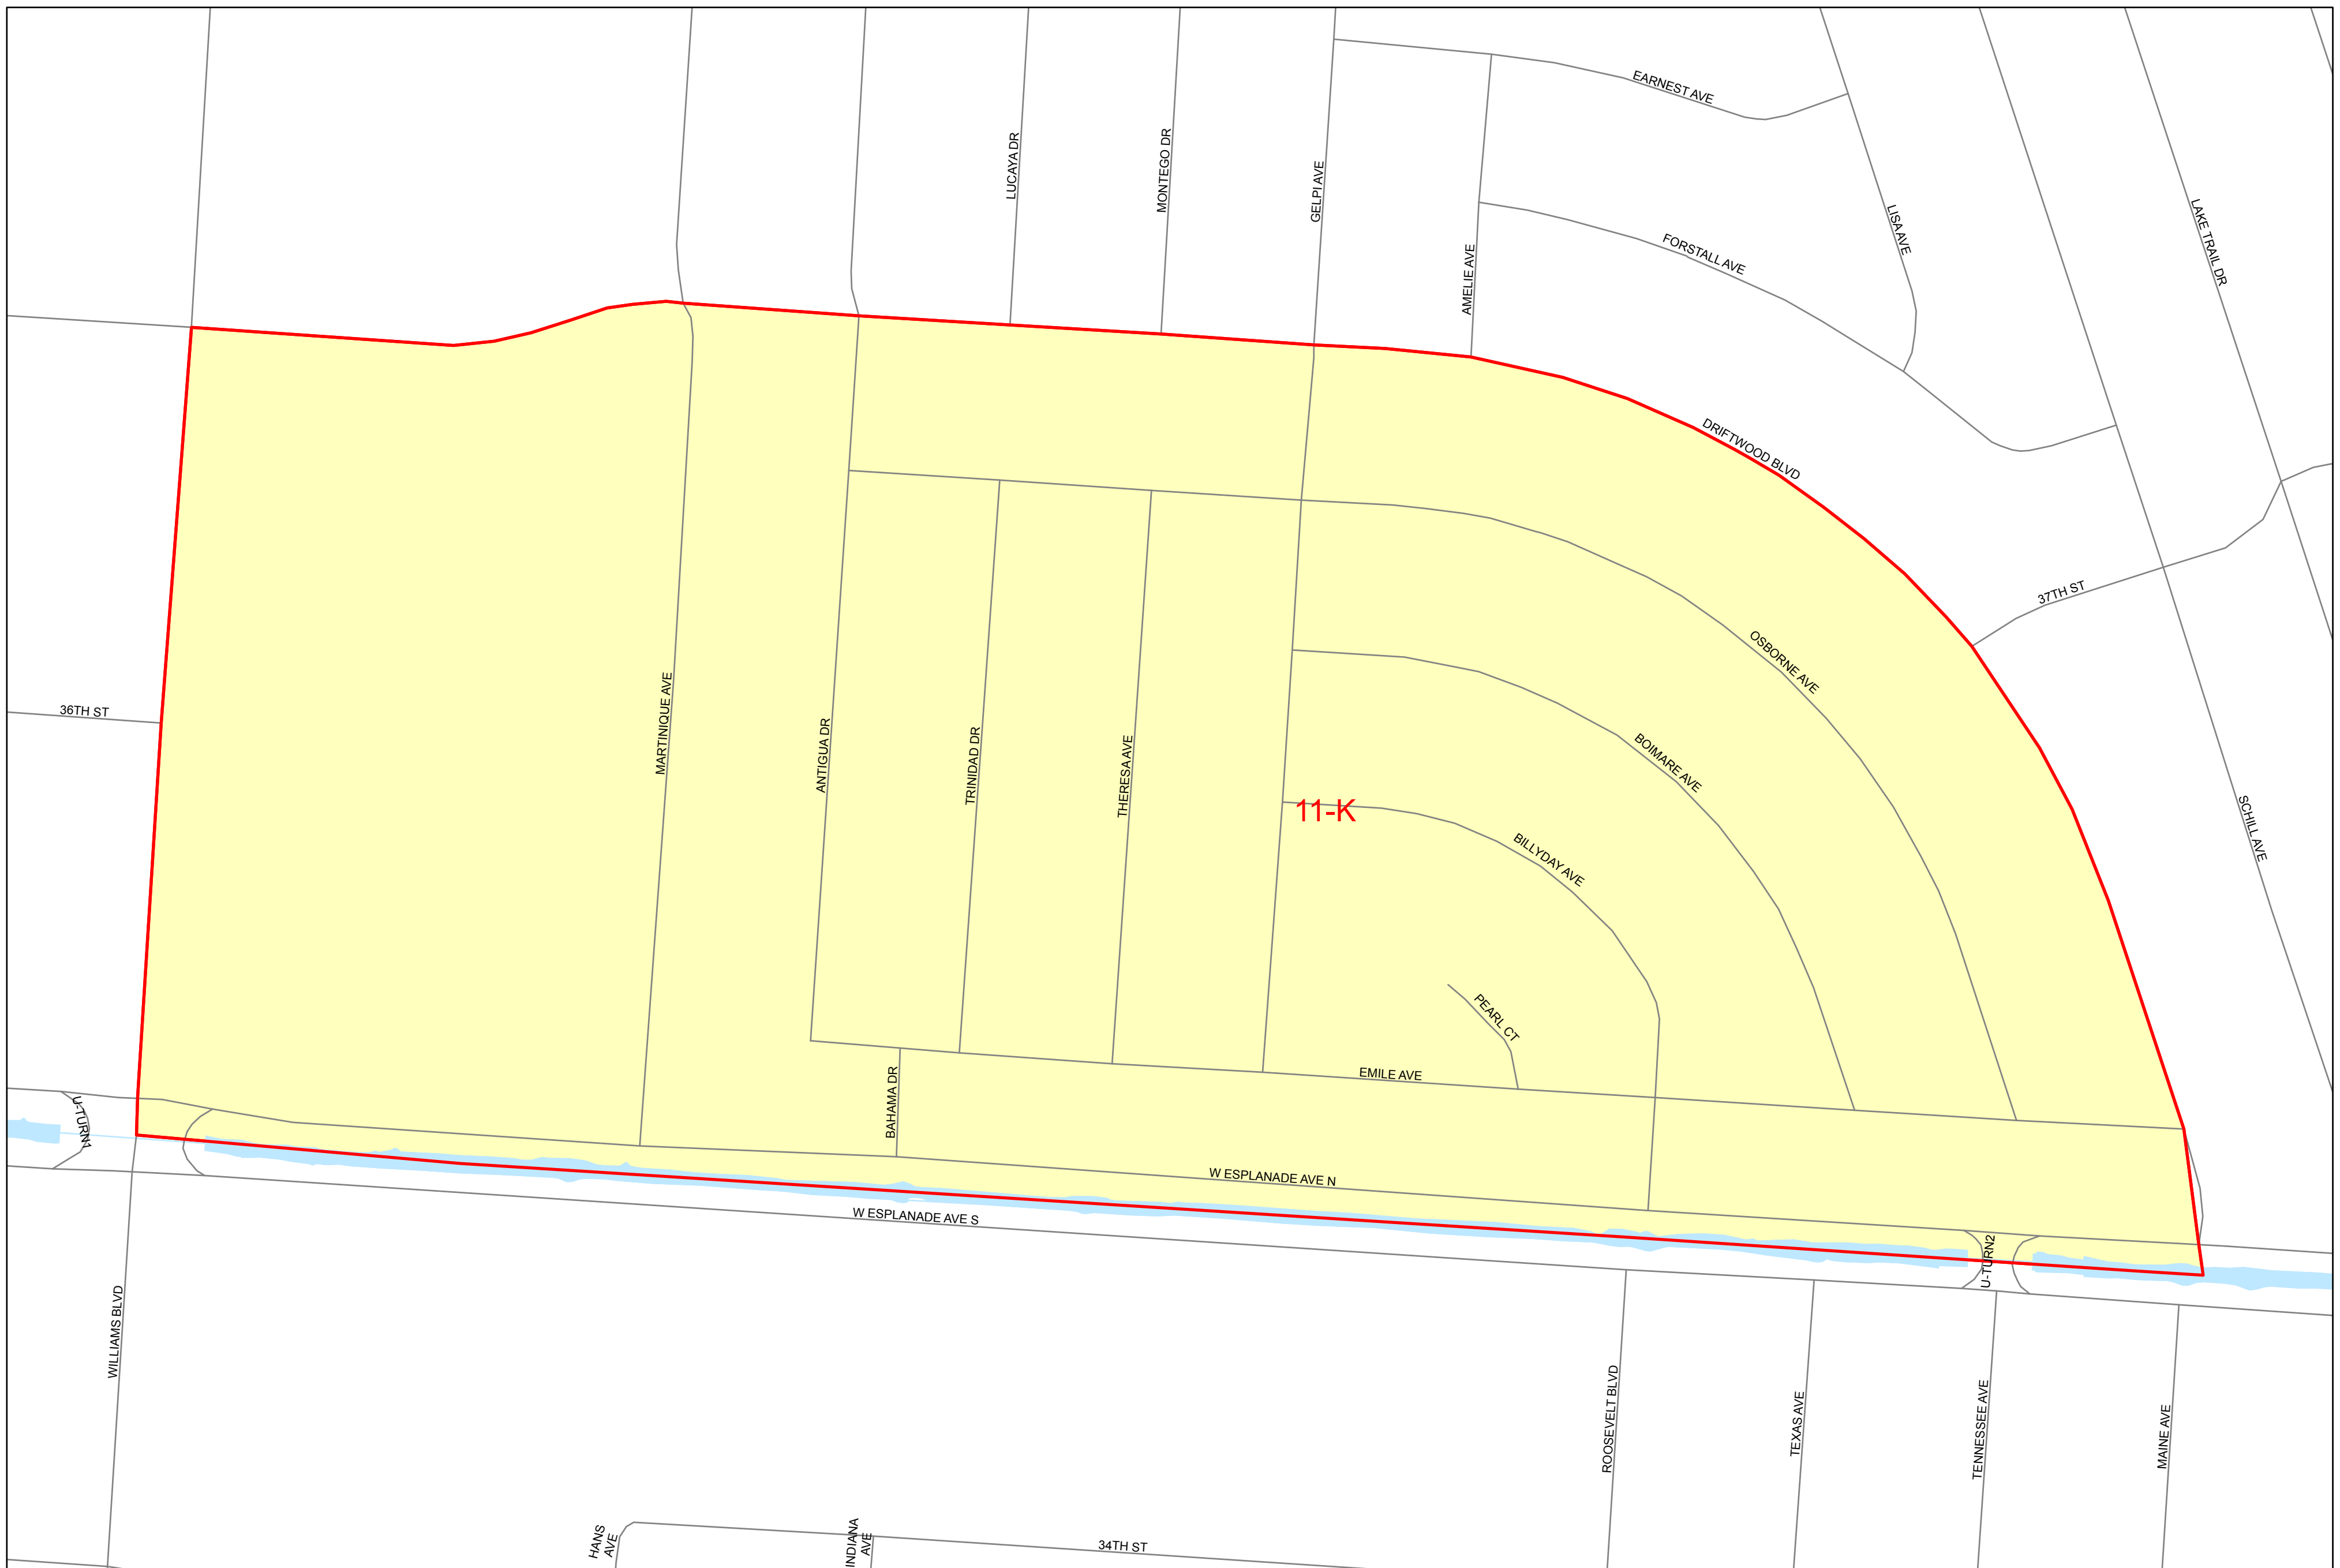 EARNEST AVE
LUCAYA DR
MONTEGO DR
GELPI AVE
AMELIE AVE
FORSTALL AVE
LISA AVE
LAKE TRAIL DR
DRIFTWOOD BLVD
37TH ST
36TH ST
MARTINIQUE AVE
ANTIGUA DR
TRINIDAD DR
THERESA AVE
11-K
OSBORNE AVE
BOIMARE AVE
BILLYDAY AVE
SCHILL AVE
PEARL CT
EMILE AVE
BAHAMA DR
U-TURN1
W ESPLANADE AVE N
W ESPLANADE AVE S
U-TURN2
WILLIAMS BLVD
ROOSEVELT BLVD
TEXAS AVE
TENNESSEE AVE
MAINE AVE
HANS
AVE
INDIANA
AVE
34TH ST